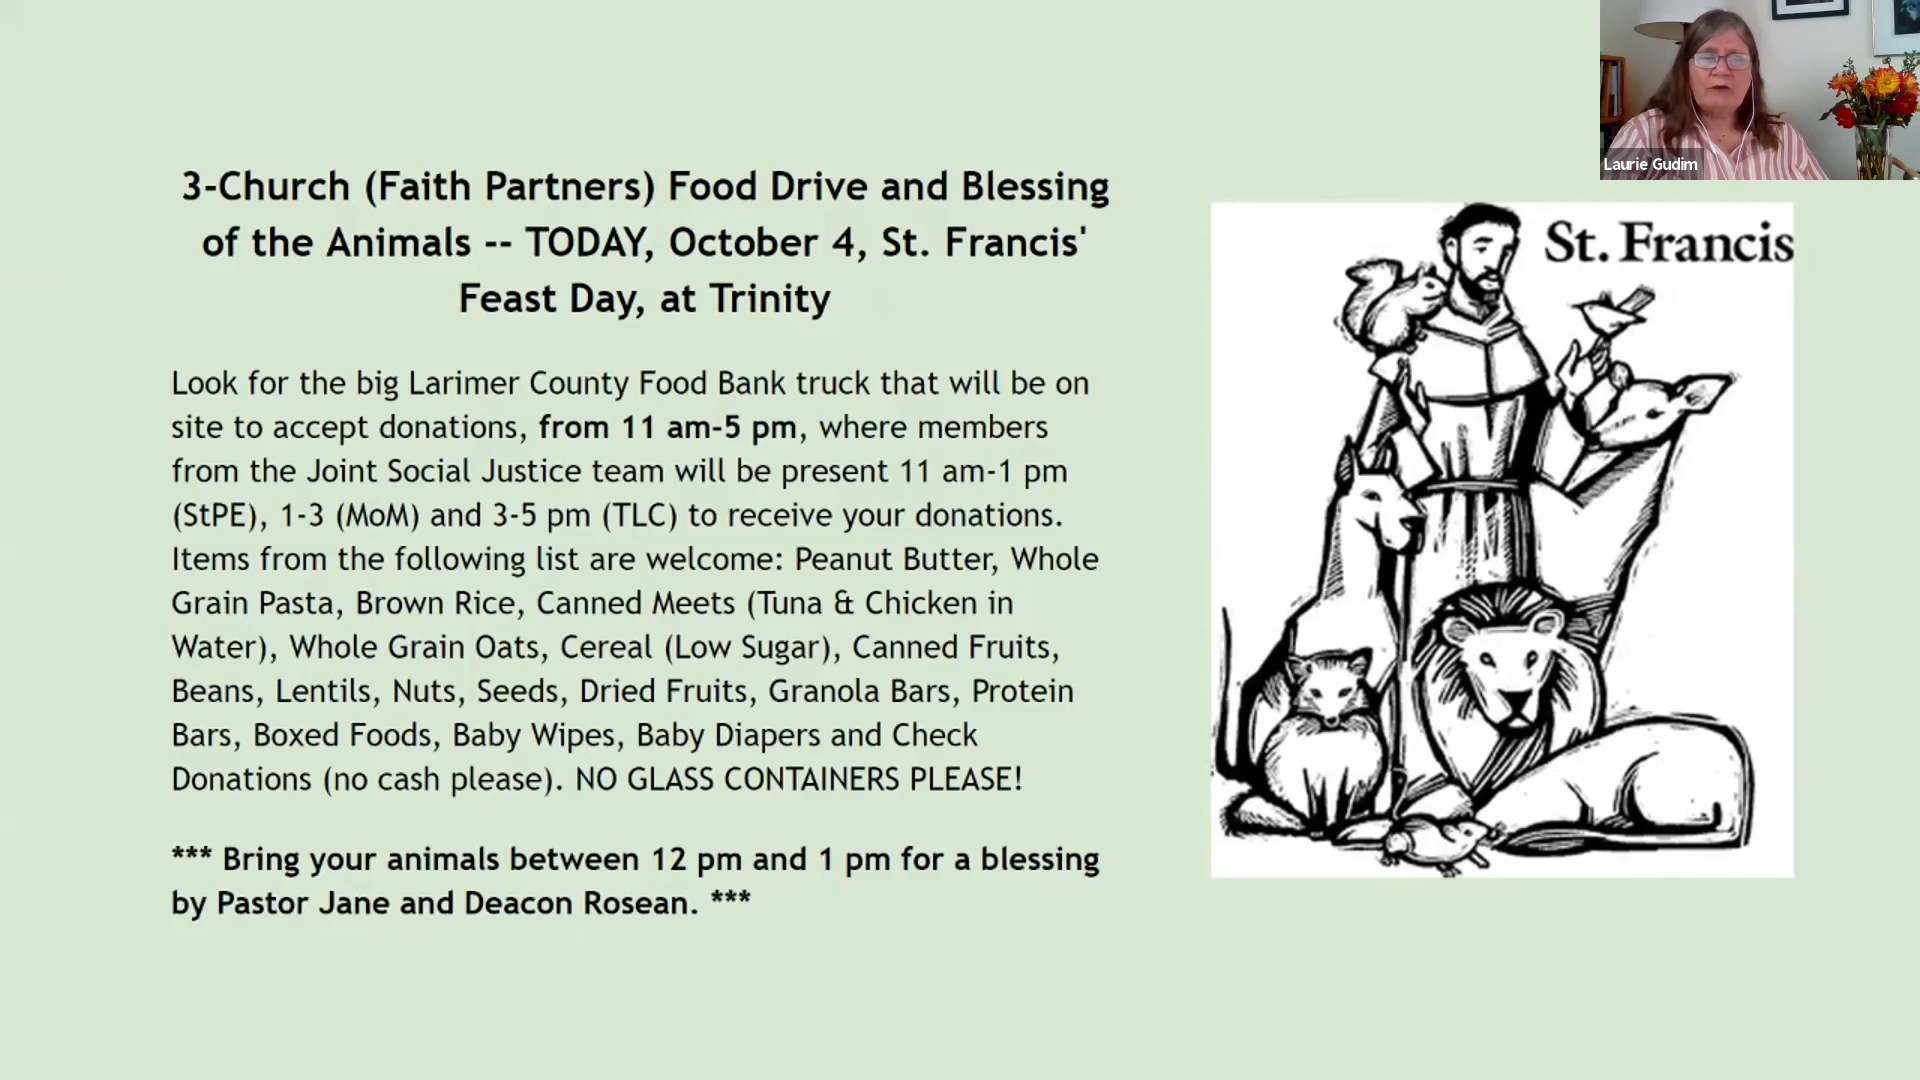 3-Church (Faith Partners) Food Drive and Blessing
of the Animals -- TODAY, October 4, St. Francis'
Feast Day, at Trinity
Look for the big Larimer County Food Bank truck that will be on
site to accept donations, from 11 am-5 pm, where members
from the Joint Social Justice team will be present 11 am-1 pm
(StPE), 1-3 (MoM) and 3-5 pm (TLC) to receive your donations.
Items from the following list are welcome: Peanut Butter, Whole
Grain Pasta, Brown Rice, Canned Meets (Tuna & Chicken in
Water), Whole Grain Oats, Cereal (Low Sugar), Canned Fruits,
Beans, Lentils, Nuts, Seeds, Dried Fruits, Granola Bars, Protein
Bars, Boxed Foods, Baby Wipes, Baby Diapers and Check
Donations (no cash please). NO GLASS CONTAINERS PLEASE!
*** Bring your animals between 12 pm and 1 pm for a blessing
by Pastor Jane and Deacon Rosean. ***
St. Francis
Laurie Gudim